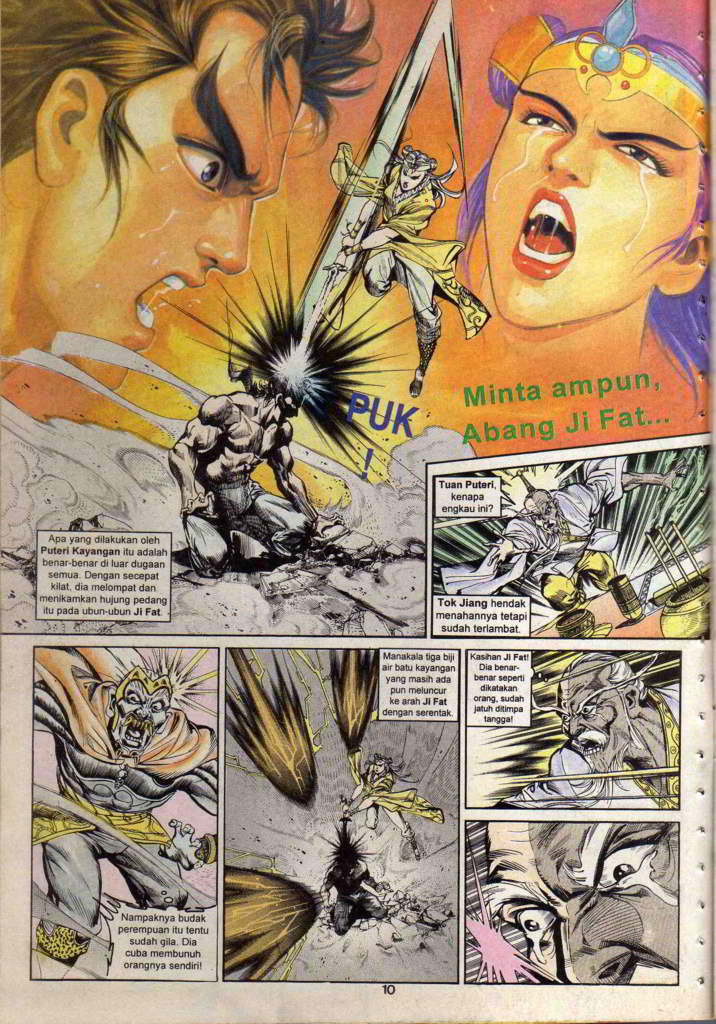 PUK
!
Minta ampun,
Abang Ji Fat...
Apa yang dilakukan oleh
Puteri Kayangan itu adalah
benar-benar di luar dugaan
semua. Dengan secepat
kilat, dia melompat dan
menikamkan hujung pedang
itu pada ubun-ubun Ji Fat.
Tuan Puteri,
kenapa
engkau ini?
Tok Jiang hendak
menahannya tetapi
sudah terlambat.
Nampaknya budak
perempuan itu tentu
sudah gila. Dia
cuba membunuh
orangnya sendiri!
Manakala tiga biji
air batu kayangan
yang masih ada
pun meluncur
ke arah Ji Fat
dengan serentak.
Kasihan Ji Fat!
Dia benar-
benar seperti
dikatakan
orang, sudah
jatuh ditimpa
tangga!
10